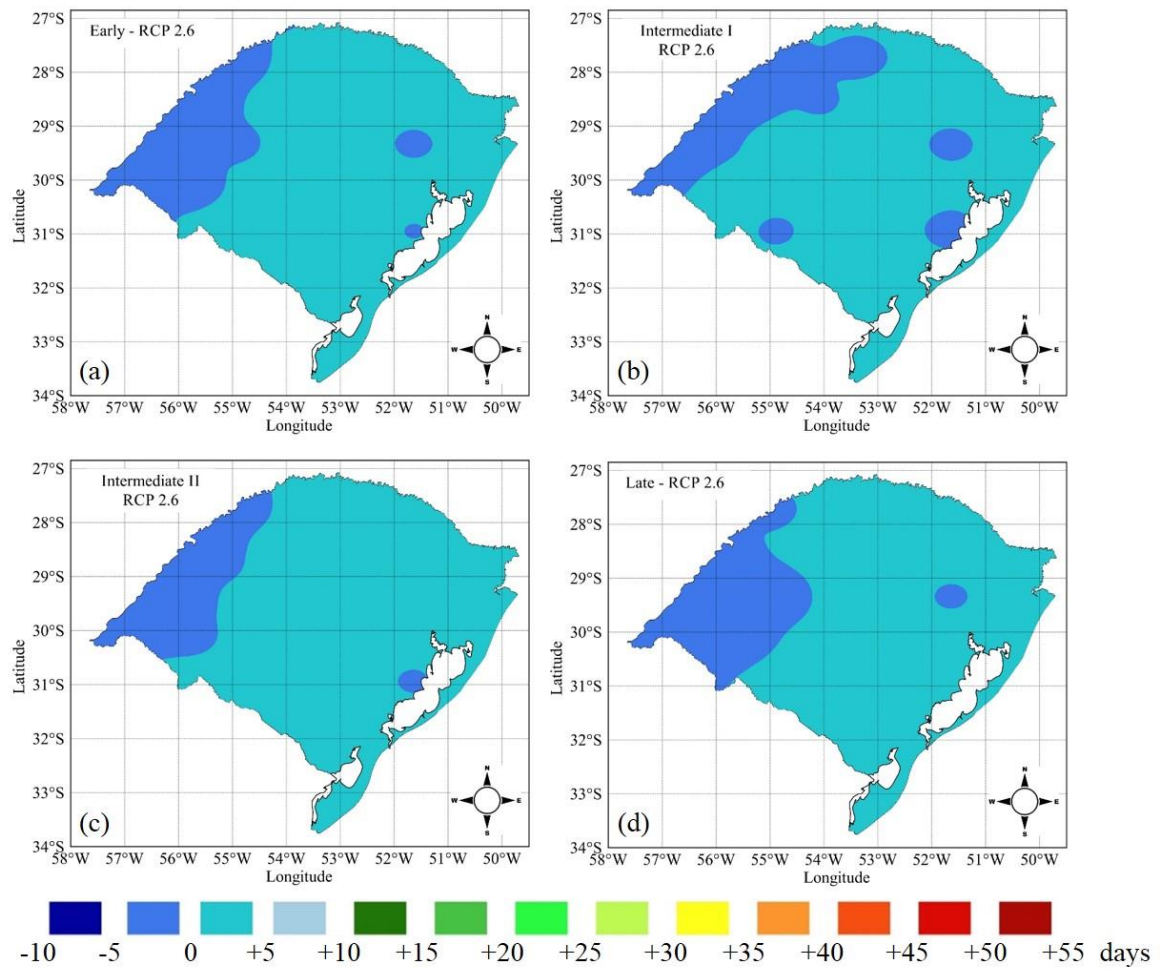 Early - RCP 2.6
27°S
28°S
29°S
30°S
31°S
32°S
33°S
34°S
Latitude
N
W E
S
(a)
58°W 57°W 56°W 55°W 54°W 53°W 52°W 51°W 50°W
Longitude
Intermediate I
RCP 2.6
27°S
28°S
29°S
30°S
31°S
32°S
33°S
34°S
Latitude
N
W E
S
(b)
58°W 57°W 56°W 55°W 54°W 53°W 52°W 51°W 50°W
Longitude
Intermediate II
RCP 2.6
27°S
28°S
29°S
30°S
31°S
32°S
33°S
34°S
Latitude
N
W E
S
(c)
58°W 57°W 56°W 55°W 54°W 53°W 52°W 51°W 50°W
Longitude
Late - RCP 2.6
27°S
28°S
29°S
30°S
31°S
32°S
33°S
34°S
Latitude
N
W E
S
(d)
58°W 57°W 56°W 55°W 54°W 53°W 52°W 51°W 50°W
Longitude
-10 -5 0 +5 +10 +15 +20 +25 +30 +35 +40 +45 +50 +55 days